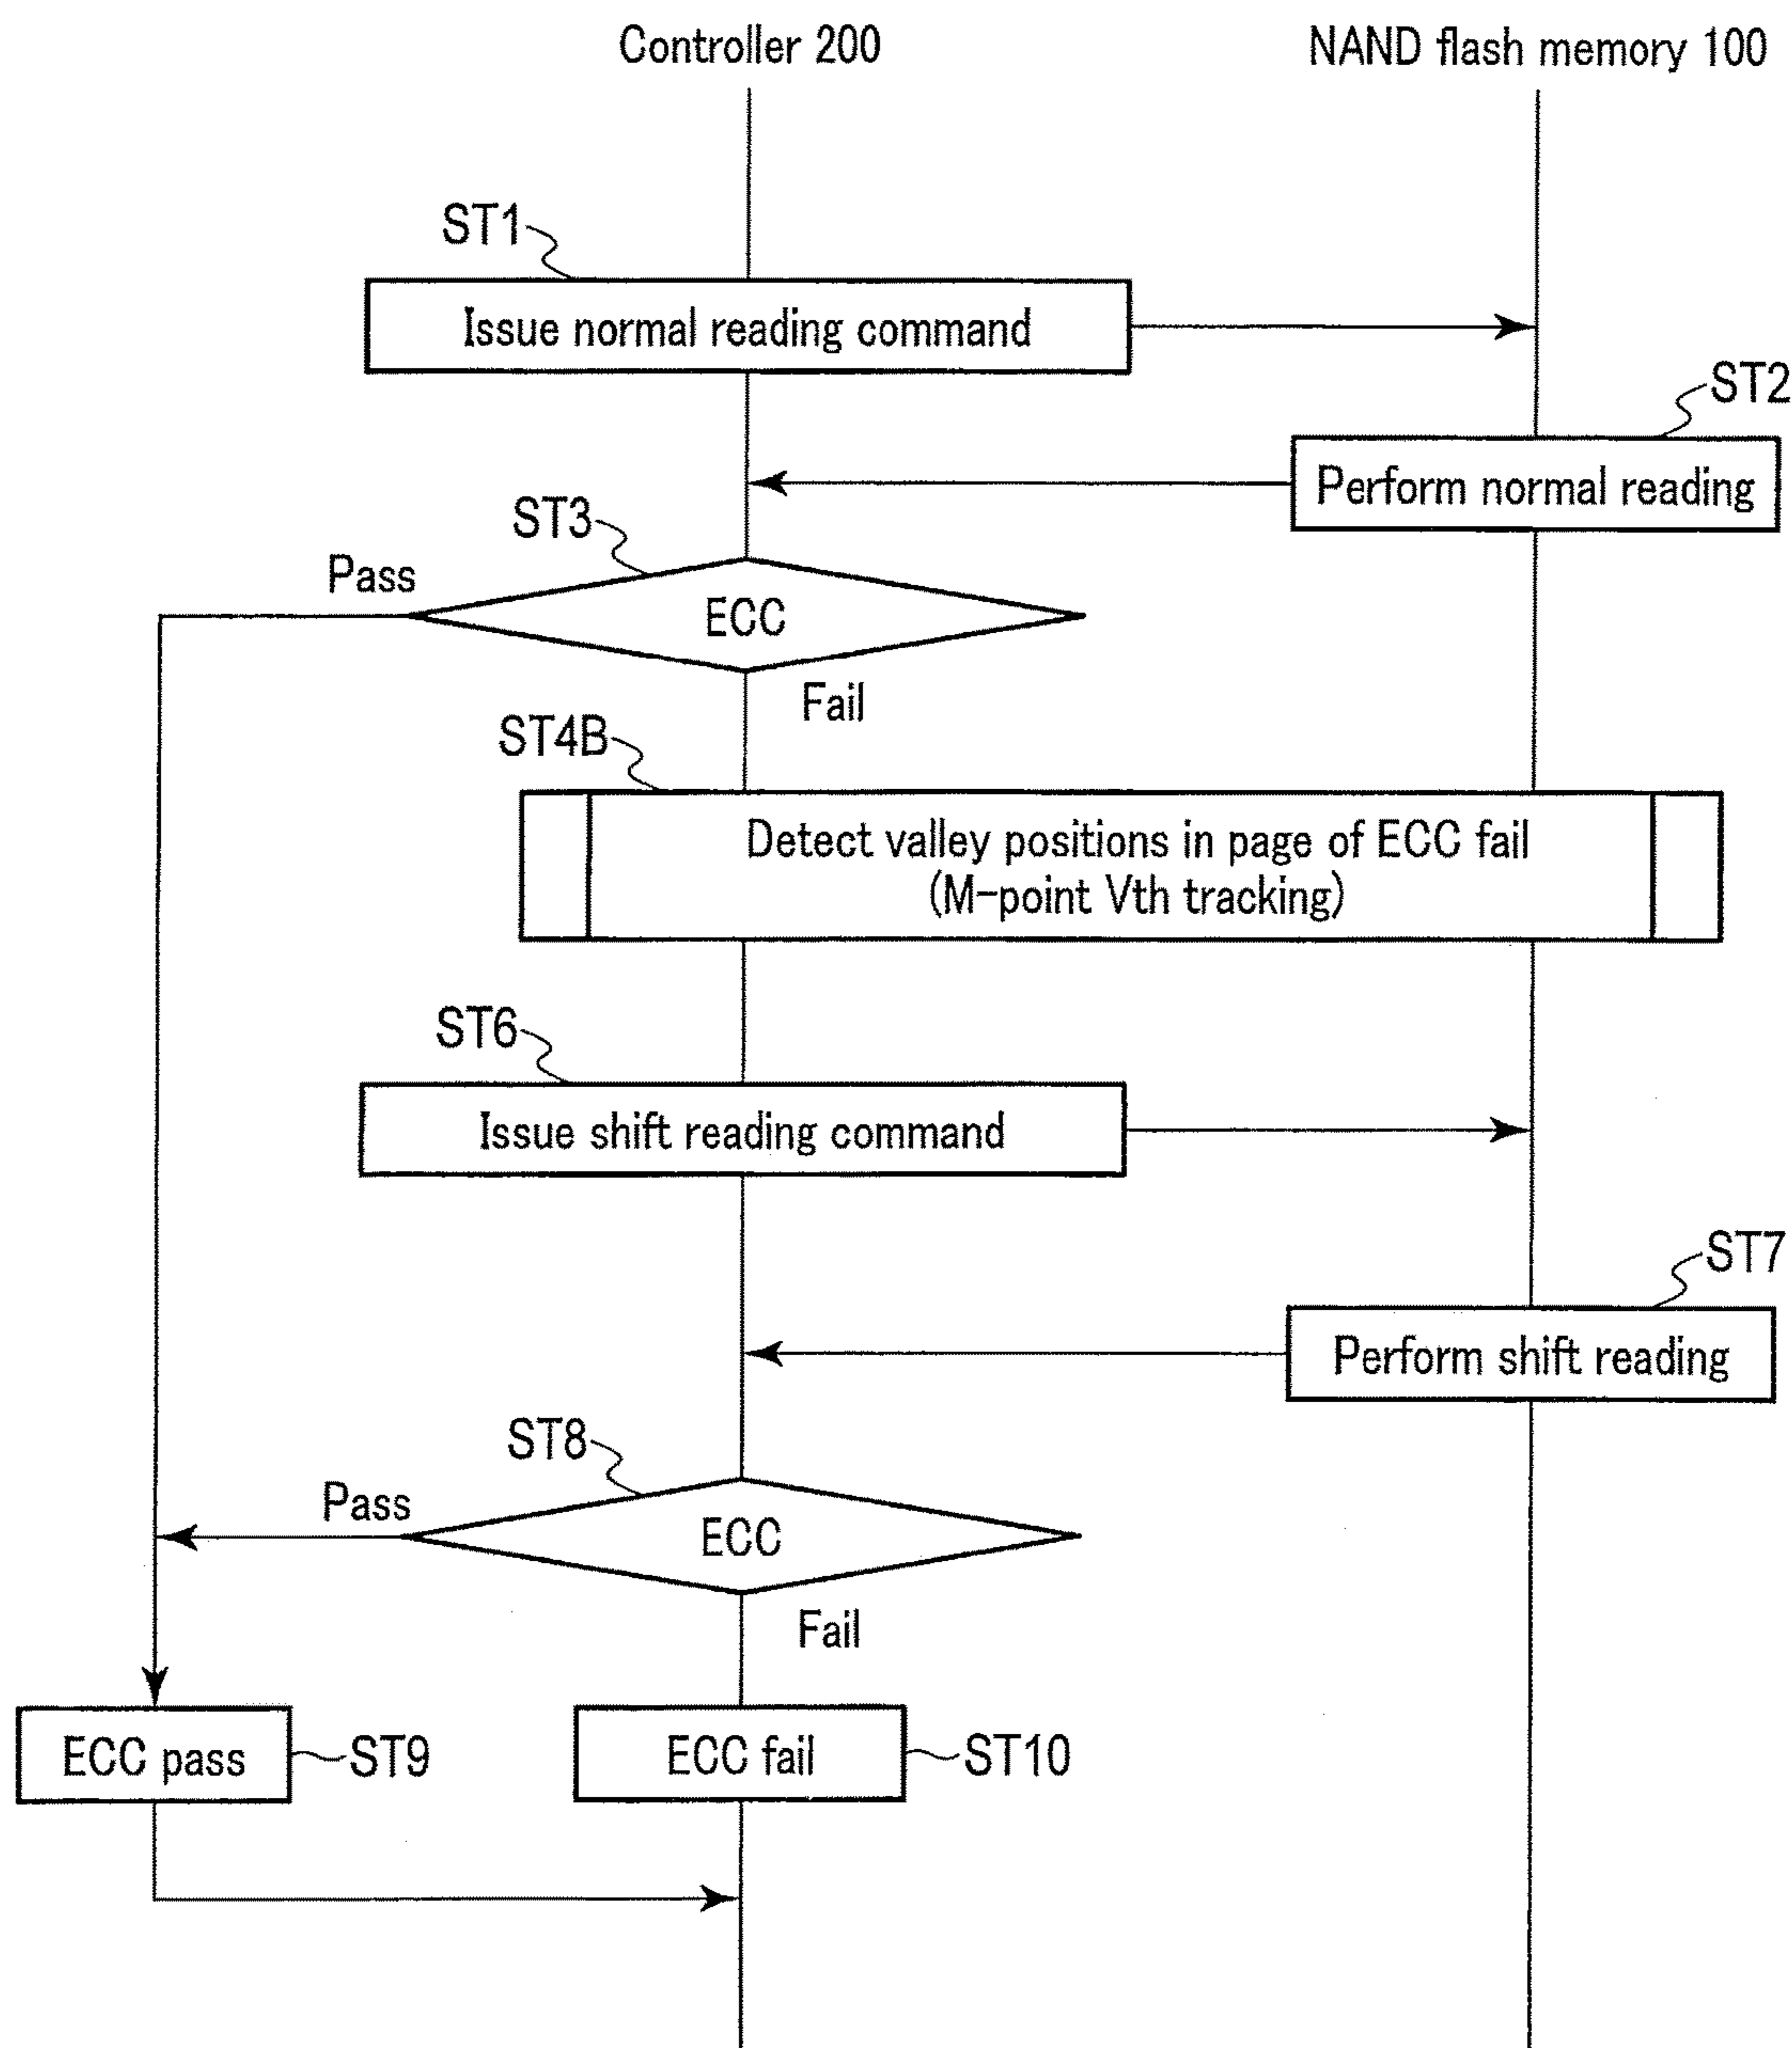 Controller 200
NAND flash memory 100
ST1
Issue normal reading command
ST2
Perform normal reading
ST3
Pass
ECC
Fail
ST4B
Detect valley positions in page of ECC fail
(M-point Vth tracking)
ST6
Issue shift reading command
ST7
Perform shift reading
ST8
Pass
ECC
Fail
ECC pass
ST9
ECC fail
ST10